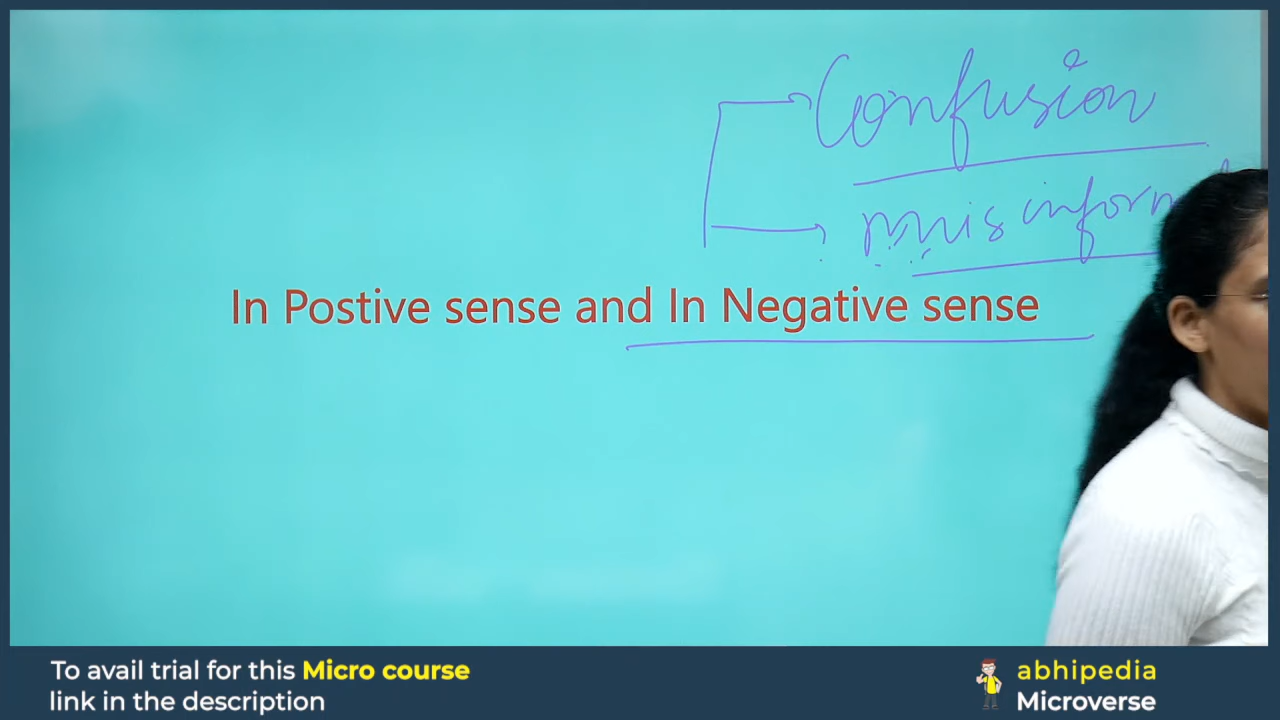 Confusion
misinform
In Postive sense and In Negative sense
To avail trial for this Micro course
link in the description
abhipedia
Microverse